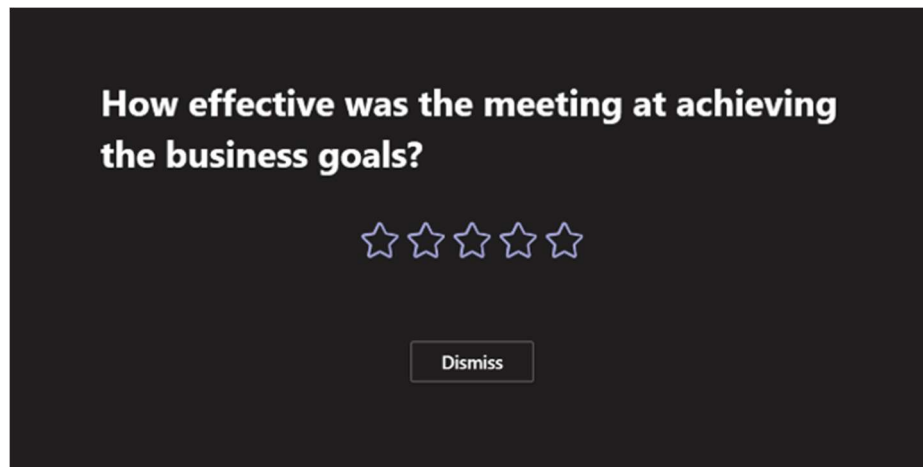 How effective was the meeting at achieving
the business goals?
Dismiss